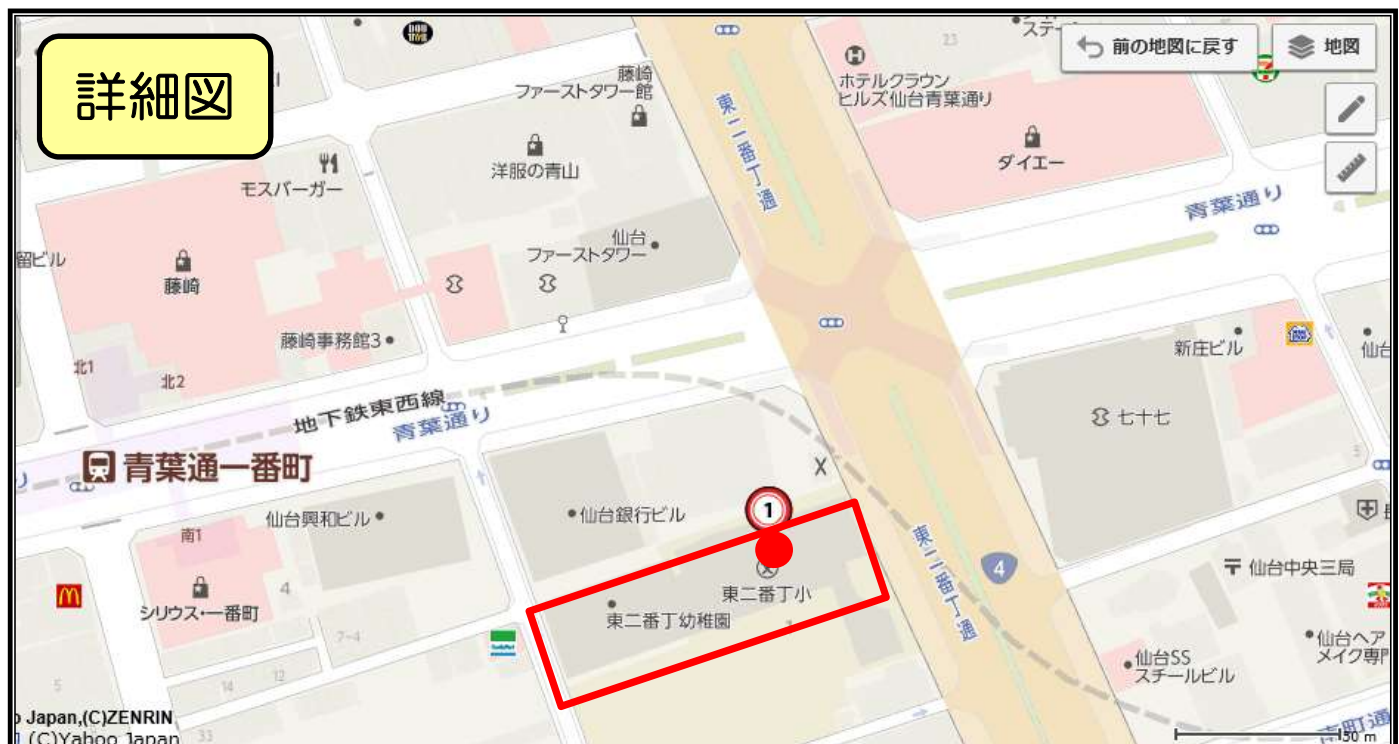 詳細図
ステー
23
前の地図に戻す
地図
藤崎
ファーストタワー館
ホテルクラウン
ヒルズ仙台青葉通り
東二番丁通
洋服の青山
ダイエー
モスバーガー
青葉通り
仙台
ファーストタワー
留ビル
藤崎
藤崎事務館3
新庄ビル
仙台
北1
北2
地下鉄東西線
青葉通り
七十七
5
青葉通一番町
仙台興和ビル
仙台銀行ビル
1
南1
4
シリウス・一番町
東二番丁小
東二番丁幼稚園
東二番丁通
4
仙台中央三局
7-4
FamilyMart
仙台ヘア
メイク専門
仙台SS
スチールビル
5
14
12
33
Japan,(C)ZENRIN
(C)Yahoo Japan
南町通
30 m